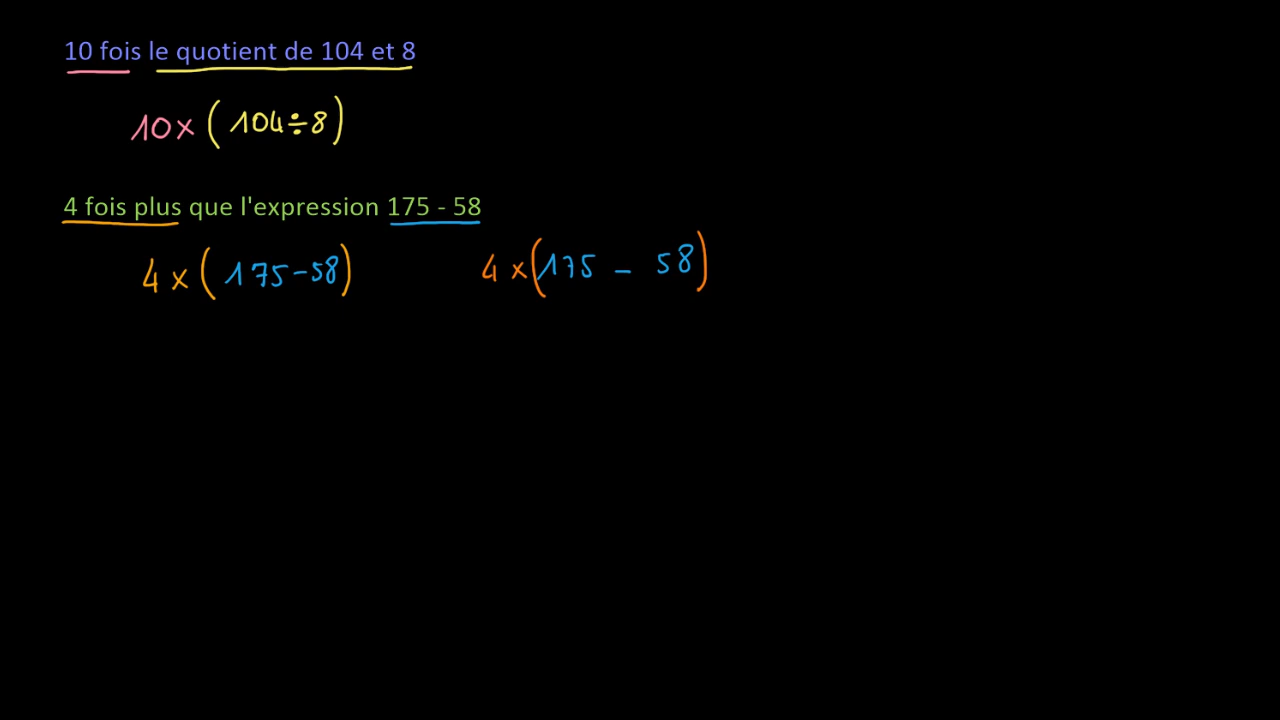 10 fois le quotient de 104 et 8
10 x ( 104 ÷ 8 )
4 fois plus que l'expression 175 - 58
4 x ( 175 - 58 ) 4 x ( 175 - 58 )